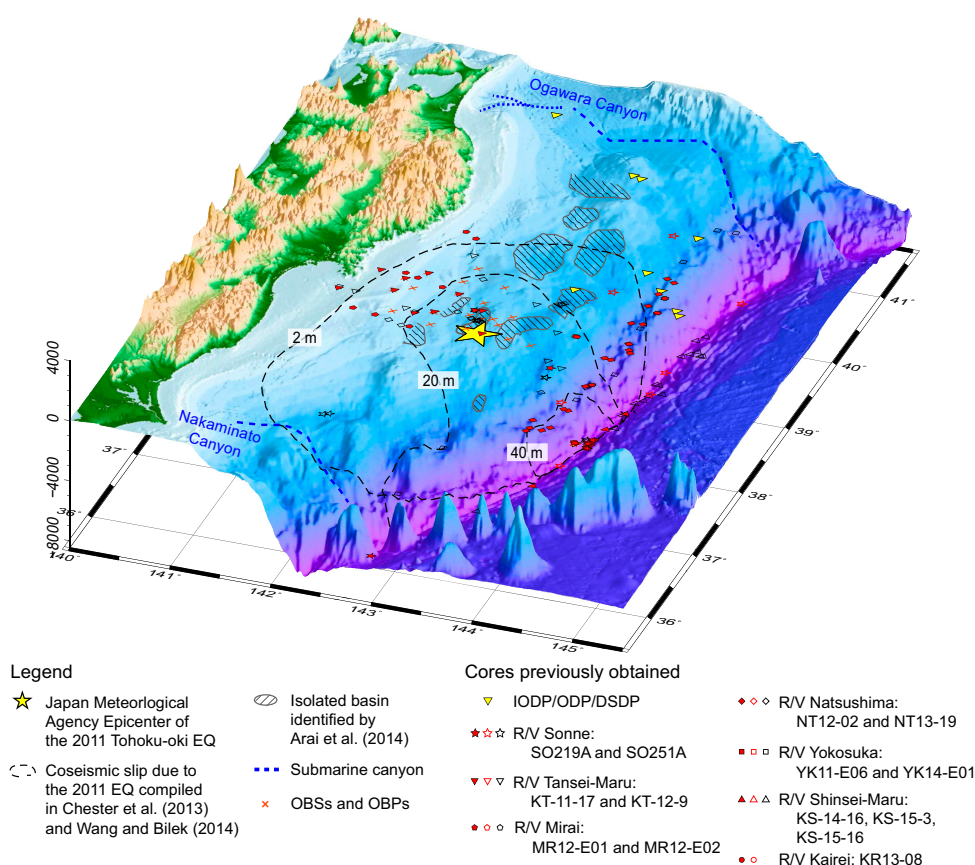 Ogawara Canyon
2 m
20 m
40 m
Nakaminato
Canyon
4000
0
-4000
-8000
37°
36°
140°
141°
142°
143°
144°
145°
36°
37°
38°
39°
40°
41°
Legend
Japan Meteorlological
Agency Epicenter of
the 2011 Tohoku-oki EQ
Coseismic slip due to
the 2011 EQ compiled
in Chester et al. (2013)
and Wang and Bilek (2014)
Isolated basin
identified by
Arai et al. (2014)
Submarine canyon
OBSs and OBPs
Cores previously obtained
IODP/ODP/DSDP
R/V Sonne:
SO219A and SO251A
R/V Tansei-Maru:
KT-11-17 and KT-12-9
R/V Mirai:
MR12-E01 and MR12-E02
R/V Natsushima:
NT12-02 and NT13-19
R/V Yokosuka:
YK11-E06 and YK14-E01
R/V Shinsei-Maru:
KS-14-16, KS-15-3,
KS-15-16
R/V Kairei: KR13-08